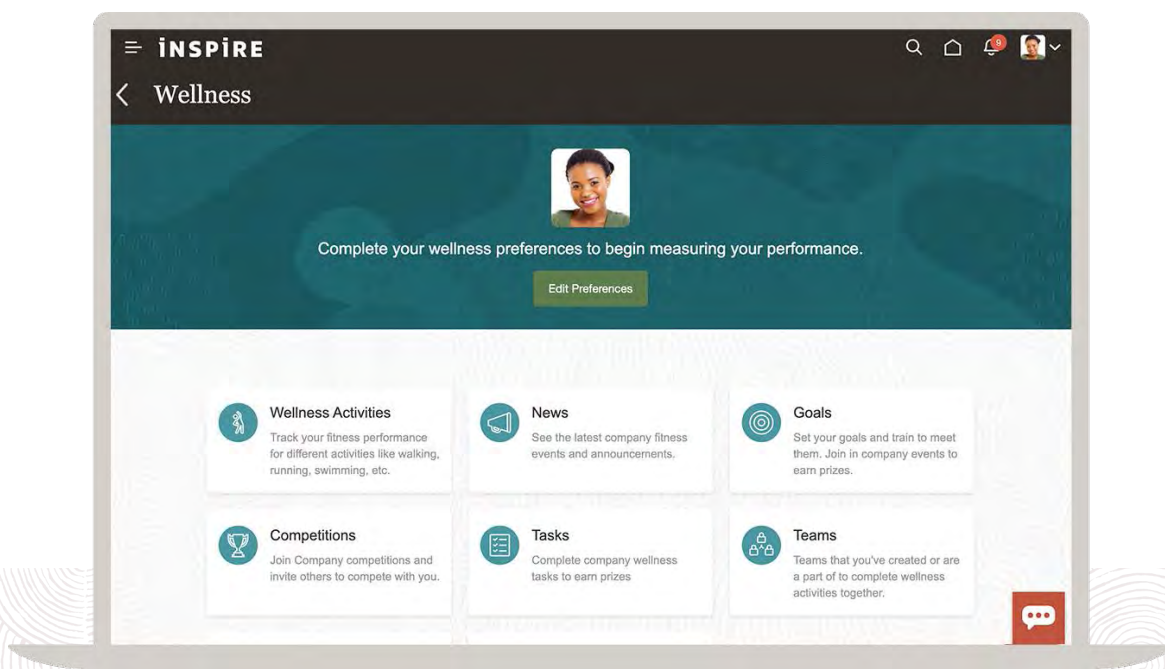 iNSPiRE
9
Wellness
Complete your wellness preferences to begin measuring your performance.
Edit Preferences
Wellness Activities
Track your fitness performance
for different activities like walking,
running, swimming, etc.
News
See the latest company fitness
events and announcements.
Goals
Set your goals and train to meet
them. Join in company events to
earn prizes.
Competitions
Join Company competitions and
invite others to compete with you.
Tasks
Complete company wellness
tasks to earn prizes
Teams
Teams that you've created or are
a part of to complete wellness
activities together.